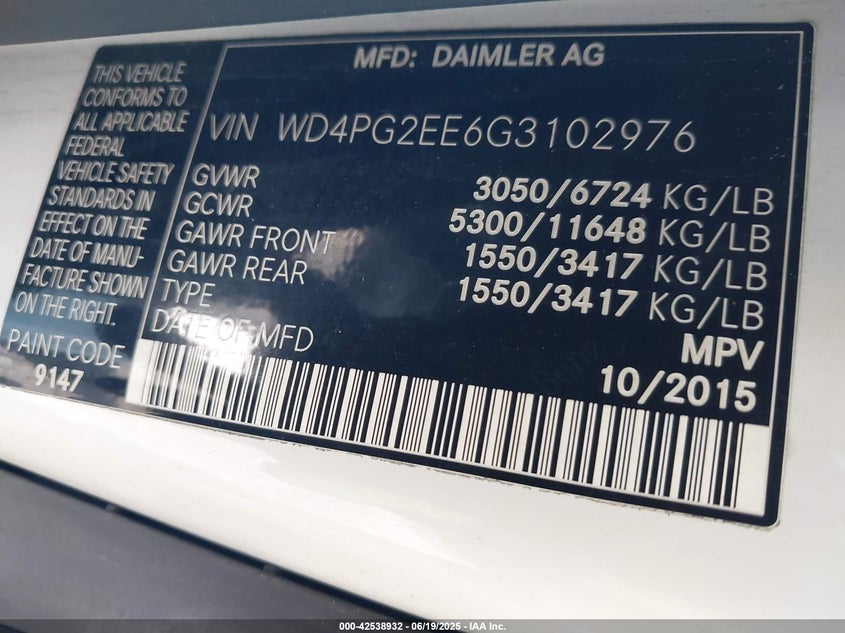 MFD: DAIMLER AG
THIS VEHICLE
CONFORMS TO
ALL APPLICABLE
FEDERAL
VEHICLE SAFETY
STANDARDS IN
EFFECT ON THE
DATE OF MANU-
FACTURE SHOWN
ON THE RIGHT.
PAINT CODE
9147
VIN WD4PG2EE6G3102976
GVWR 3050/6724 KG/LB
GCWR 5300/11648 KG/LB
GAWR FRONT 1550/3417 KG/LB
GAWR REAR 1550/3417 KG/LB
TYPE MPV
DATE OF MFD 10/2015
000-42538932 - 06/19/2025 - IAA Inc.